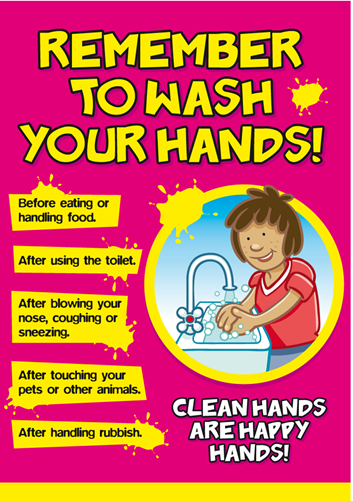 REMEMBER
TO WASH
YOUR HANDS!
Before eating or
handling food.
After using the toilet.
After blowing your
nose, coughing or
sneezing.
After touching your
pets or other animals.
After handling rubbish.
CLEAN HANDS
ARE HAPPY
HANDS!